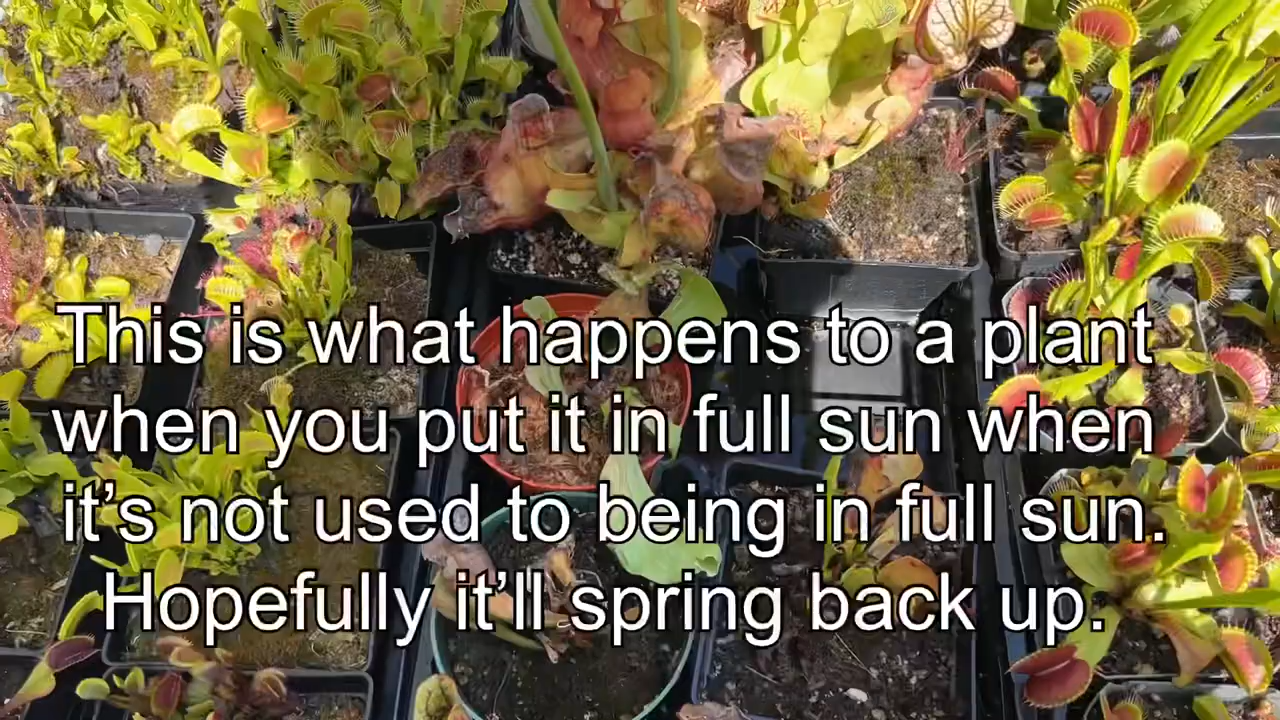 This is what happens to a plant
when you put it in full sun when
it’s not used to being in full sun.
Hopefully it’ll spring back up.